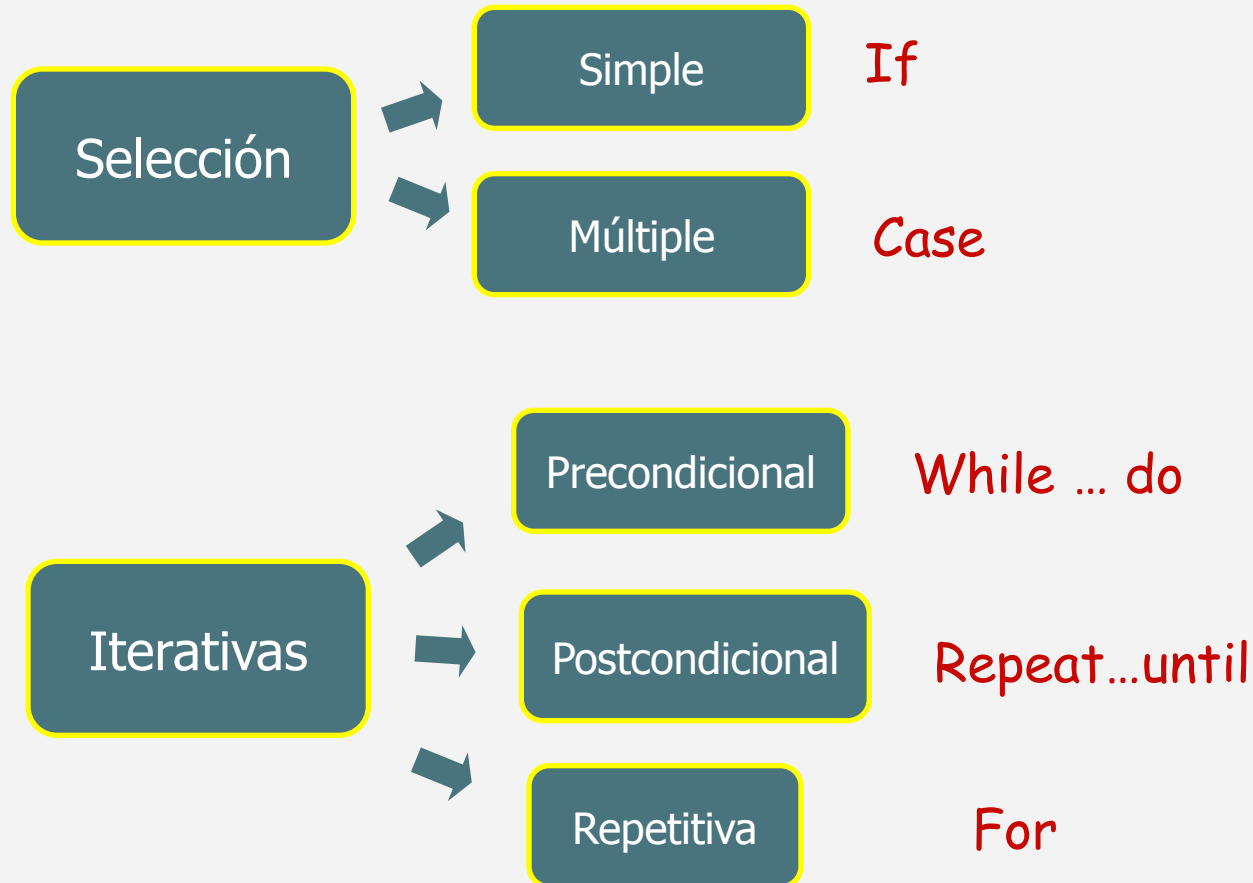 Selección
Simple
If
Múltiple
Case
Iterativas
Precondicional
While ... do
Postcondicional
Repeat...until
Repetitiva
For